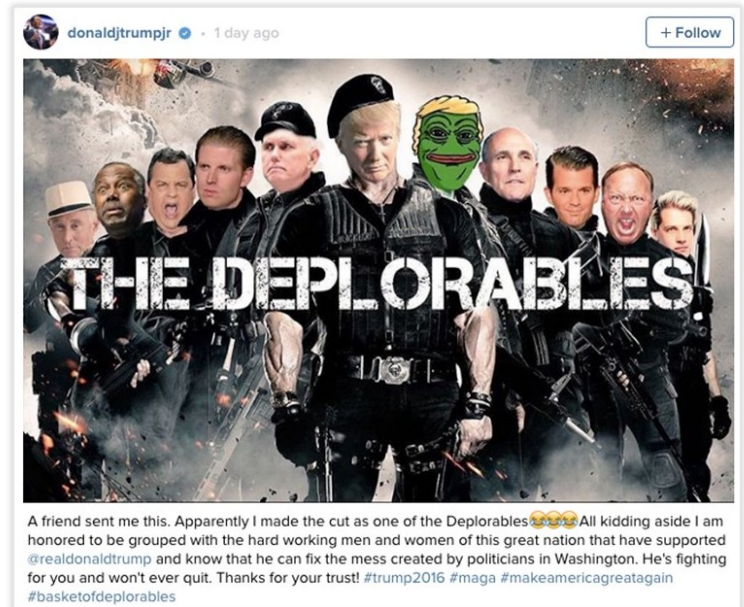 donaldjtrumpjr • 1 day ago
+ Follow
THE DEPLORABLES
A friend sent me this. Apparently I made the cut as one of the Deplorables😂😂😂All kidding aside I am
honored to be grouped with the hard working men and women of this great nation that have supported
@realdonaldtrump and know that he can fix the mess created by politicians in Washington. He's fighting
for you and won't ever quit. Thanks for your trust! #trump2016 #maga #makeamericagreatagain
#basketofdeplorables